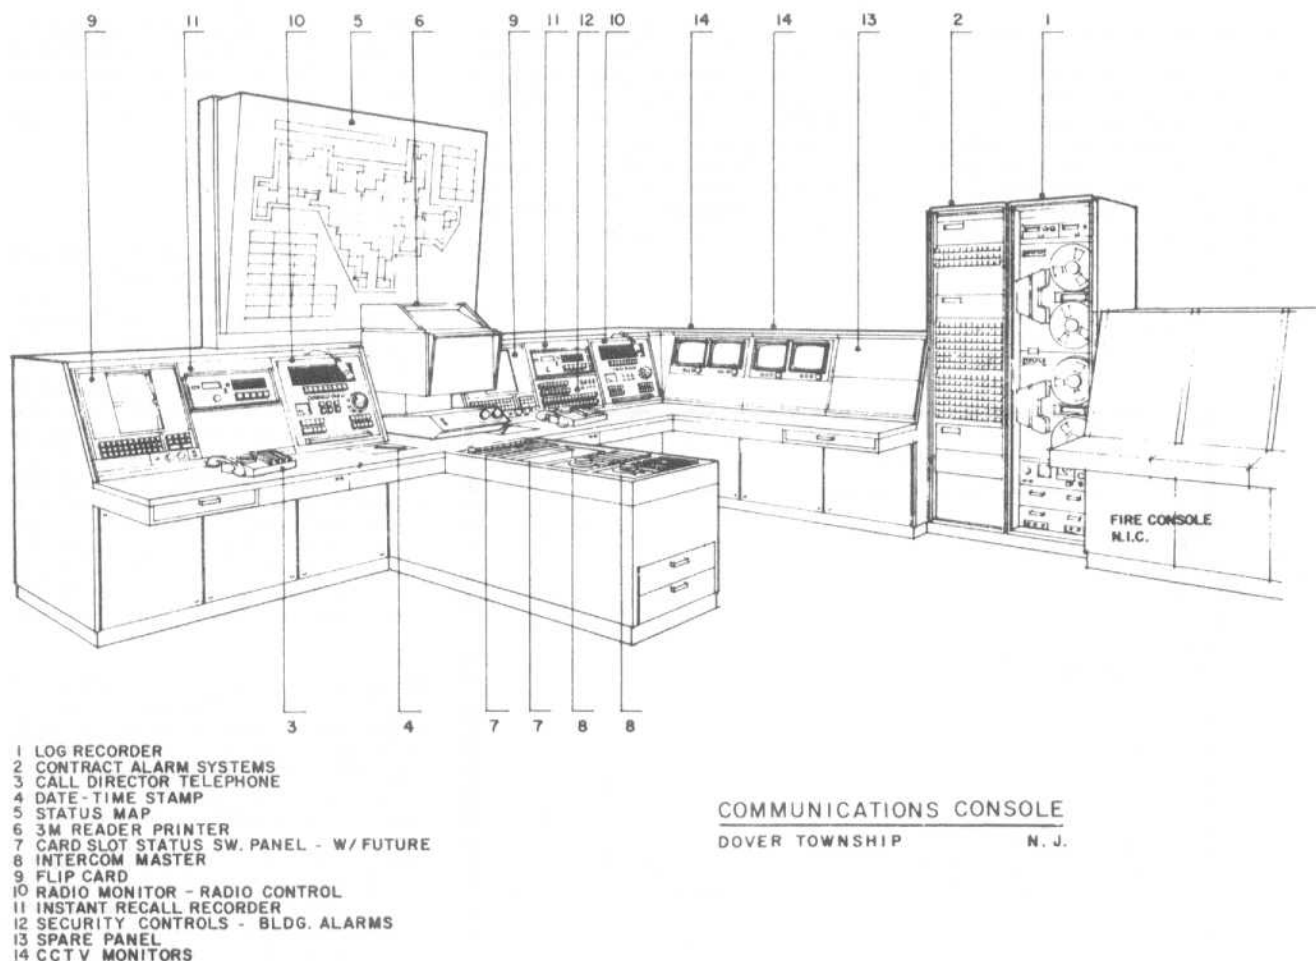 9 11 10 5 6 9 11 12 10 14 14 13 2 1
FIRE CONSOLE
N.I.C.
3 4 7 7 8 8
1 LOG RECORDER
2 CONTRACT ALARM SYSTEMS
3 CALL DIRECTOR TELEPHONE
4 DATE-TIME STAMP
5 STATUS MAP
6 3M READER PRINTER
7 CARD SLOT STATUS SW. PANEL - W/ FUTURE
8 INTERCOM MASTER
9 FLIP CARD
10 RADIO MONITOR - RADIO CONTROL
11 INSTANT RECALL RECORDER
12 SECURITY CONTROLS - BLDG. ALARMS
13 SPARE PANEL
14 CCTV MONITORS
COMMUNICATIONS CONSOLE
DOVER TOWNSHIP N. J.